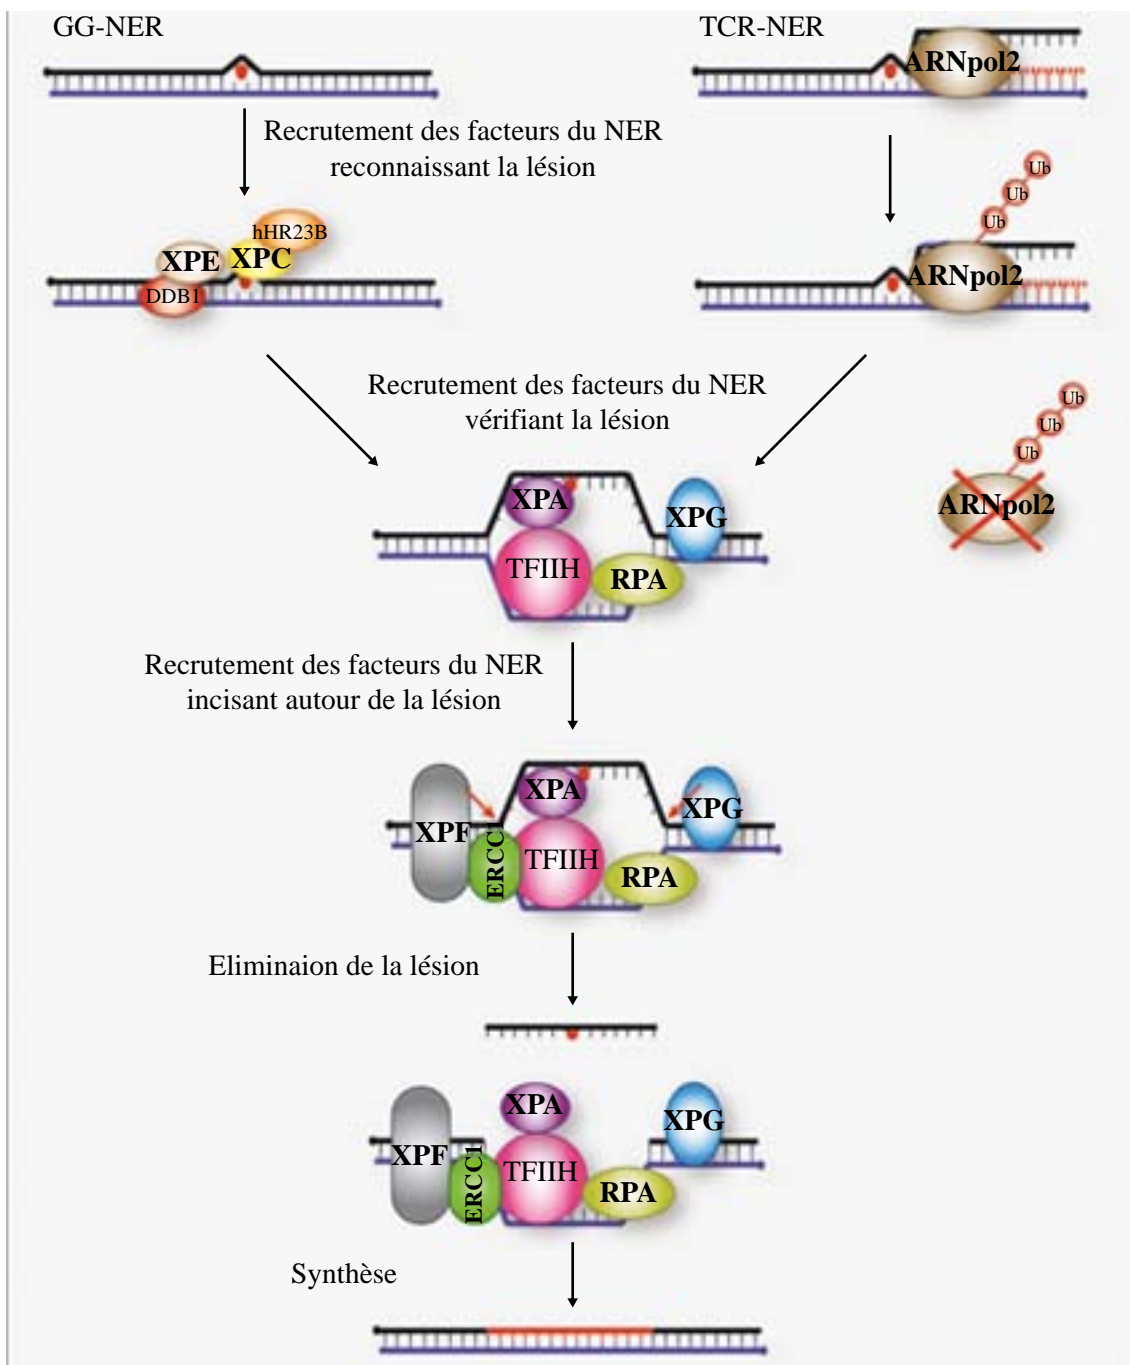 GG-NER
TCR-NER
ARNpol2
Recrutement des facteurs du NER
reconnaissant la lésion
Ub
Ub
Ub
hHR23B
XPE
XPC
DDB1
ARNpol2
Recrutement des facteurs du NER
vérifiant la lésion
Ub
Ub
Ub
ARNpol2
XPA
XPG
TFIIH
RPA
Recrutement des facteurs du NER
incisant autour de la lésion
XPA
XPG
XPF
ERCC1
TFIIH
RPA
Eliminaion de la lésion
XPA
XPG
XPF
ERCC1
TFIIH
RPA
Synthèse